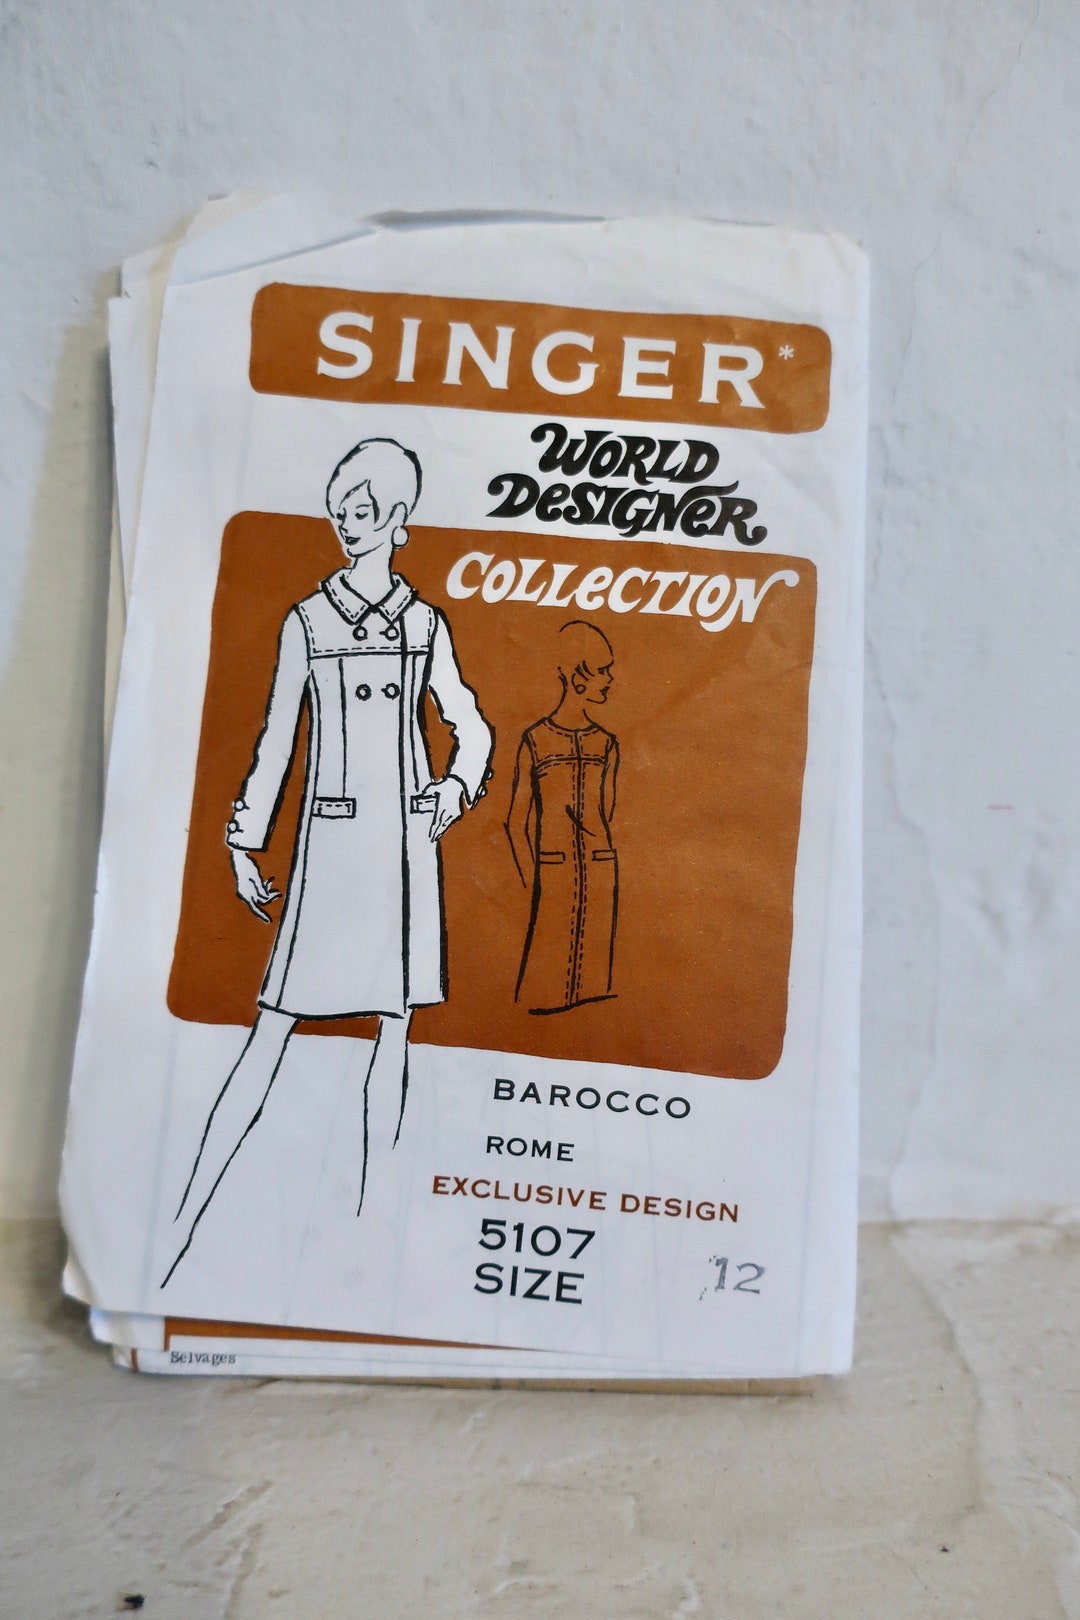 SINGER*
WORLD
DESIGNER
COLLECTION
BAROCCO
ROME
EXCLUSIVE DESIGN
5107
SIZE 12
Selvages